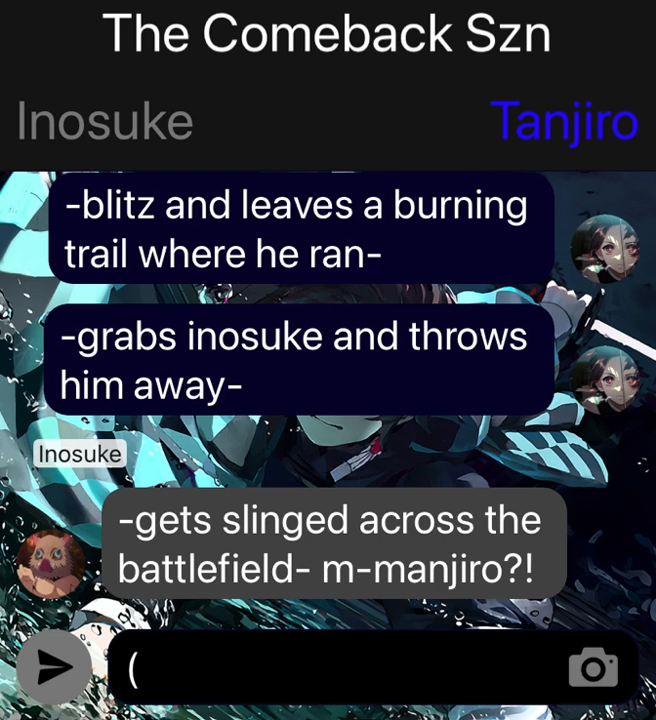 The Comeback Szn
Inosuke
Tanjiro
-blitz and leaves a burning
trail where he ran-
-grabs inosuke and throws
him away-
Inosuke
-gets slinged across the
battlefield- m-manjiro?!
(